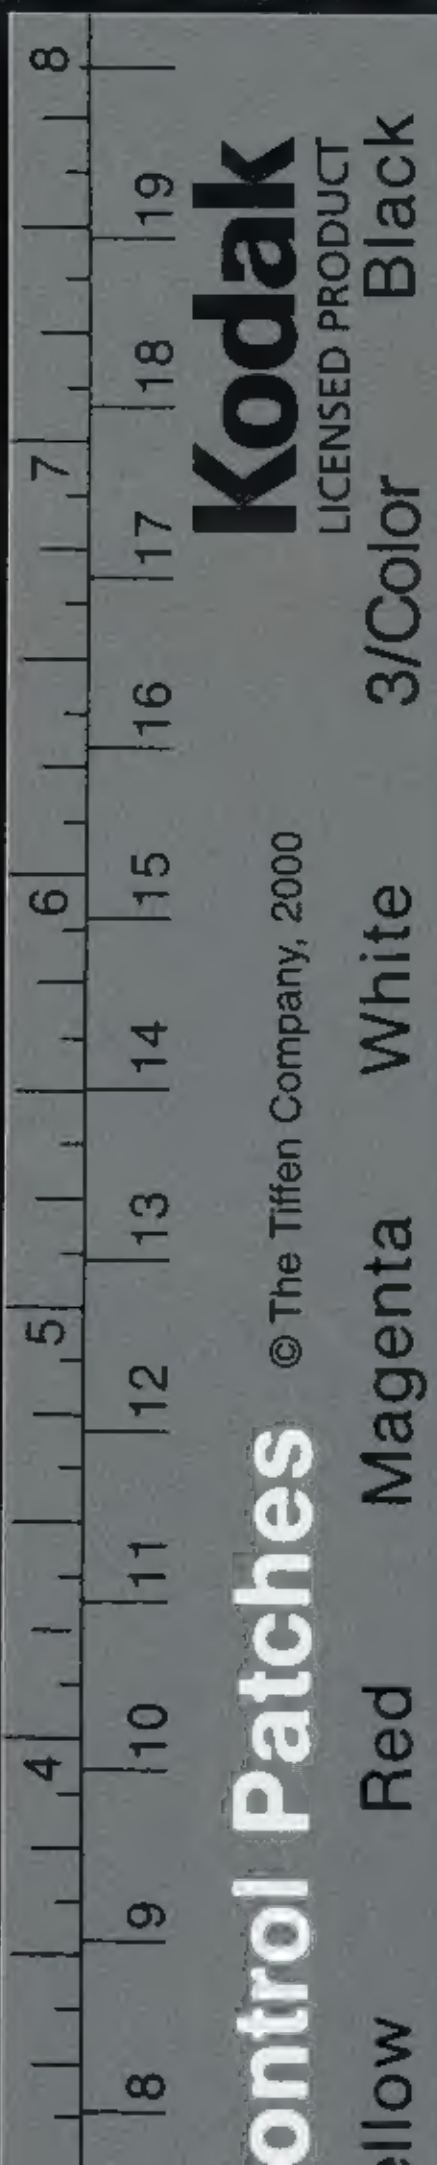 4 5 6 7 8
8 9 10 11 12 13 14 15 16 17 18 19
ontrol Patches © The Tiffen Company, 2000 Kodak
LICENSED PRODUCT
ellow Red Magenta White 3/Color Black